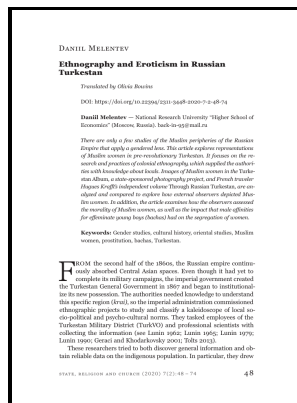 DANIIL MELENTEV
Ethnography and Eroticism in Russian
Turkestan
Translated by Olivia Bowins
DOI: https://doi.org/10.22394/2311-3448-2020-7-2-48-74
Daniil Melentev — National Research University "Higher School of
Economics" (Moscow, Russia). back-in-95@mail.ru
There are only a few studies of the Muslim peripheries of the Russian
Empire that apply a gendered lens. This article explores representations
of Muslim women in pre-revolutionary Turkestan. It focuses on the re-
search and practices of colonial ethnography, which supplied the authori-
ties with knowledge about locals. Images of Muslim women in the Turke-
stan Album, a state-sponsored photography project, and French traveler
Hugues Krafft's independent volume Through Russian Turkestan, are an-
alyzed and compared to explore how external observers depicted Mus-
lim women. In addition, the article examines how the observers assessed
the morality of Muslim women, as well as the impact that male affinities
for effeminate young boys (bachas) had on the segregation of women.
Keywords: Gender studies, cultural history, oriental studies, Muslim
women, prostitution, bachas, Turkestan.
FROM the second half of the 1860s, the Russian empire continu-
ously absorbed Central Asian spaces. Even though it had yet to
complete its military campaigns, the imperial government created
the Turkestan General Government in 1867 and began to institutional-
ize its new possession. The authorities needed knowledge to understand
this specific region (krai), so the imperial administration commissioned
ethnographic projects to study and classify a kaleidoscope of local so-
cio-political and psycho-cultural norms. They tasked employees of the
Turkestan Military District (TurkVO) and professional scientists with
collecting the information (see Lunin 1962; Lunin 1965; Lunin 1979;
Lunin 1990; Geraci and Khodarkovsky 2001; Tolts 2013).
These researchers tried to both discover general information and ob-
tain reliable data on the indigenous population. In particular, they drew
STATE, RELIGION AND CHURCH (2020) 7(2): 48–74
48